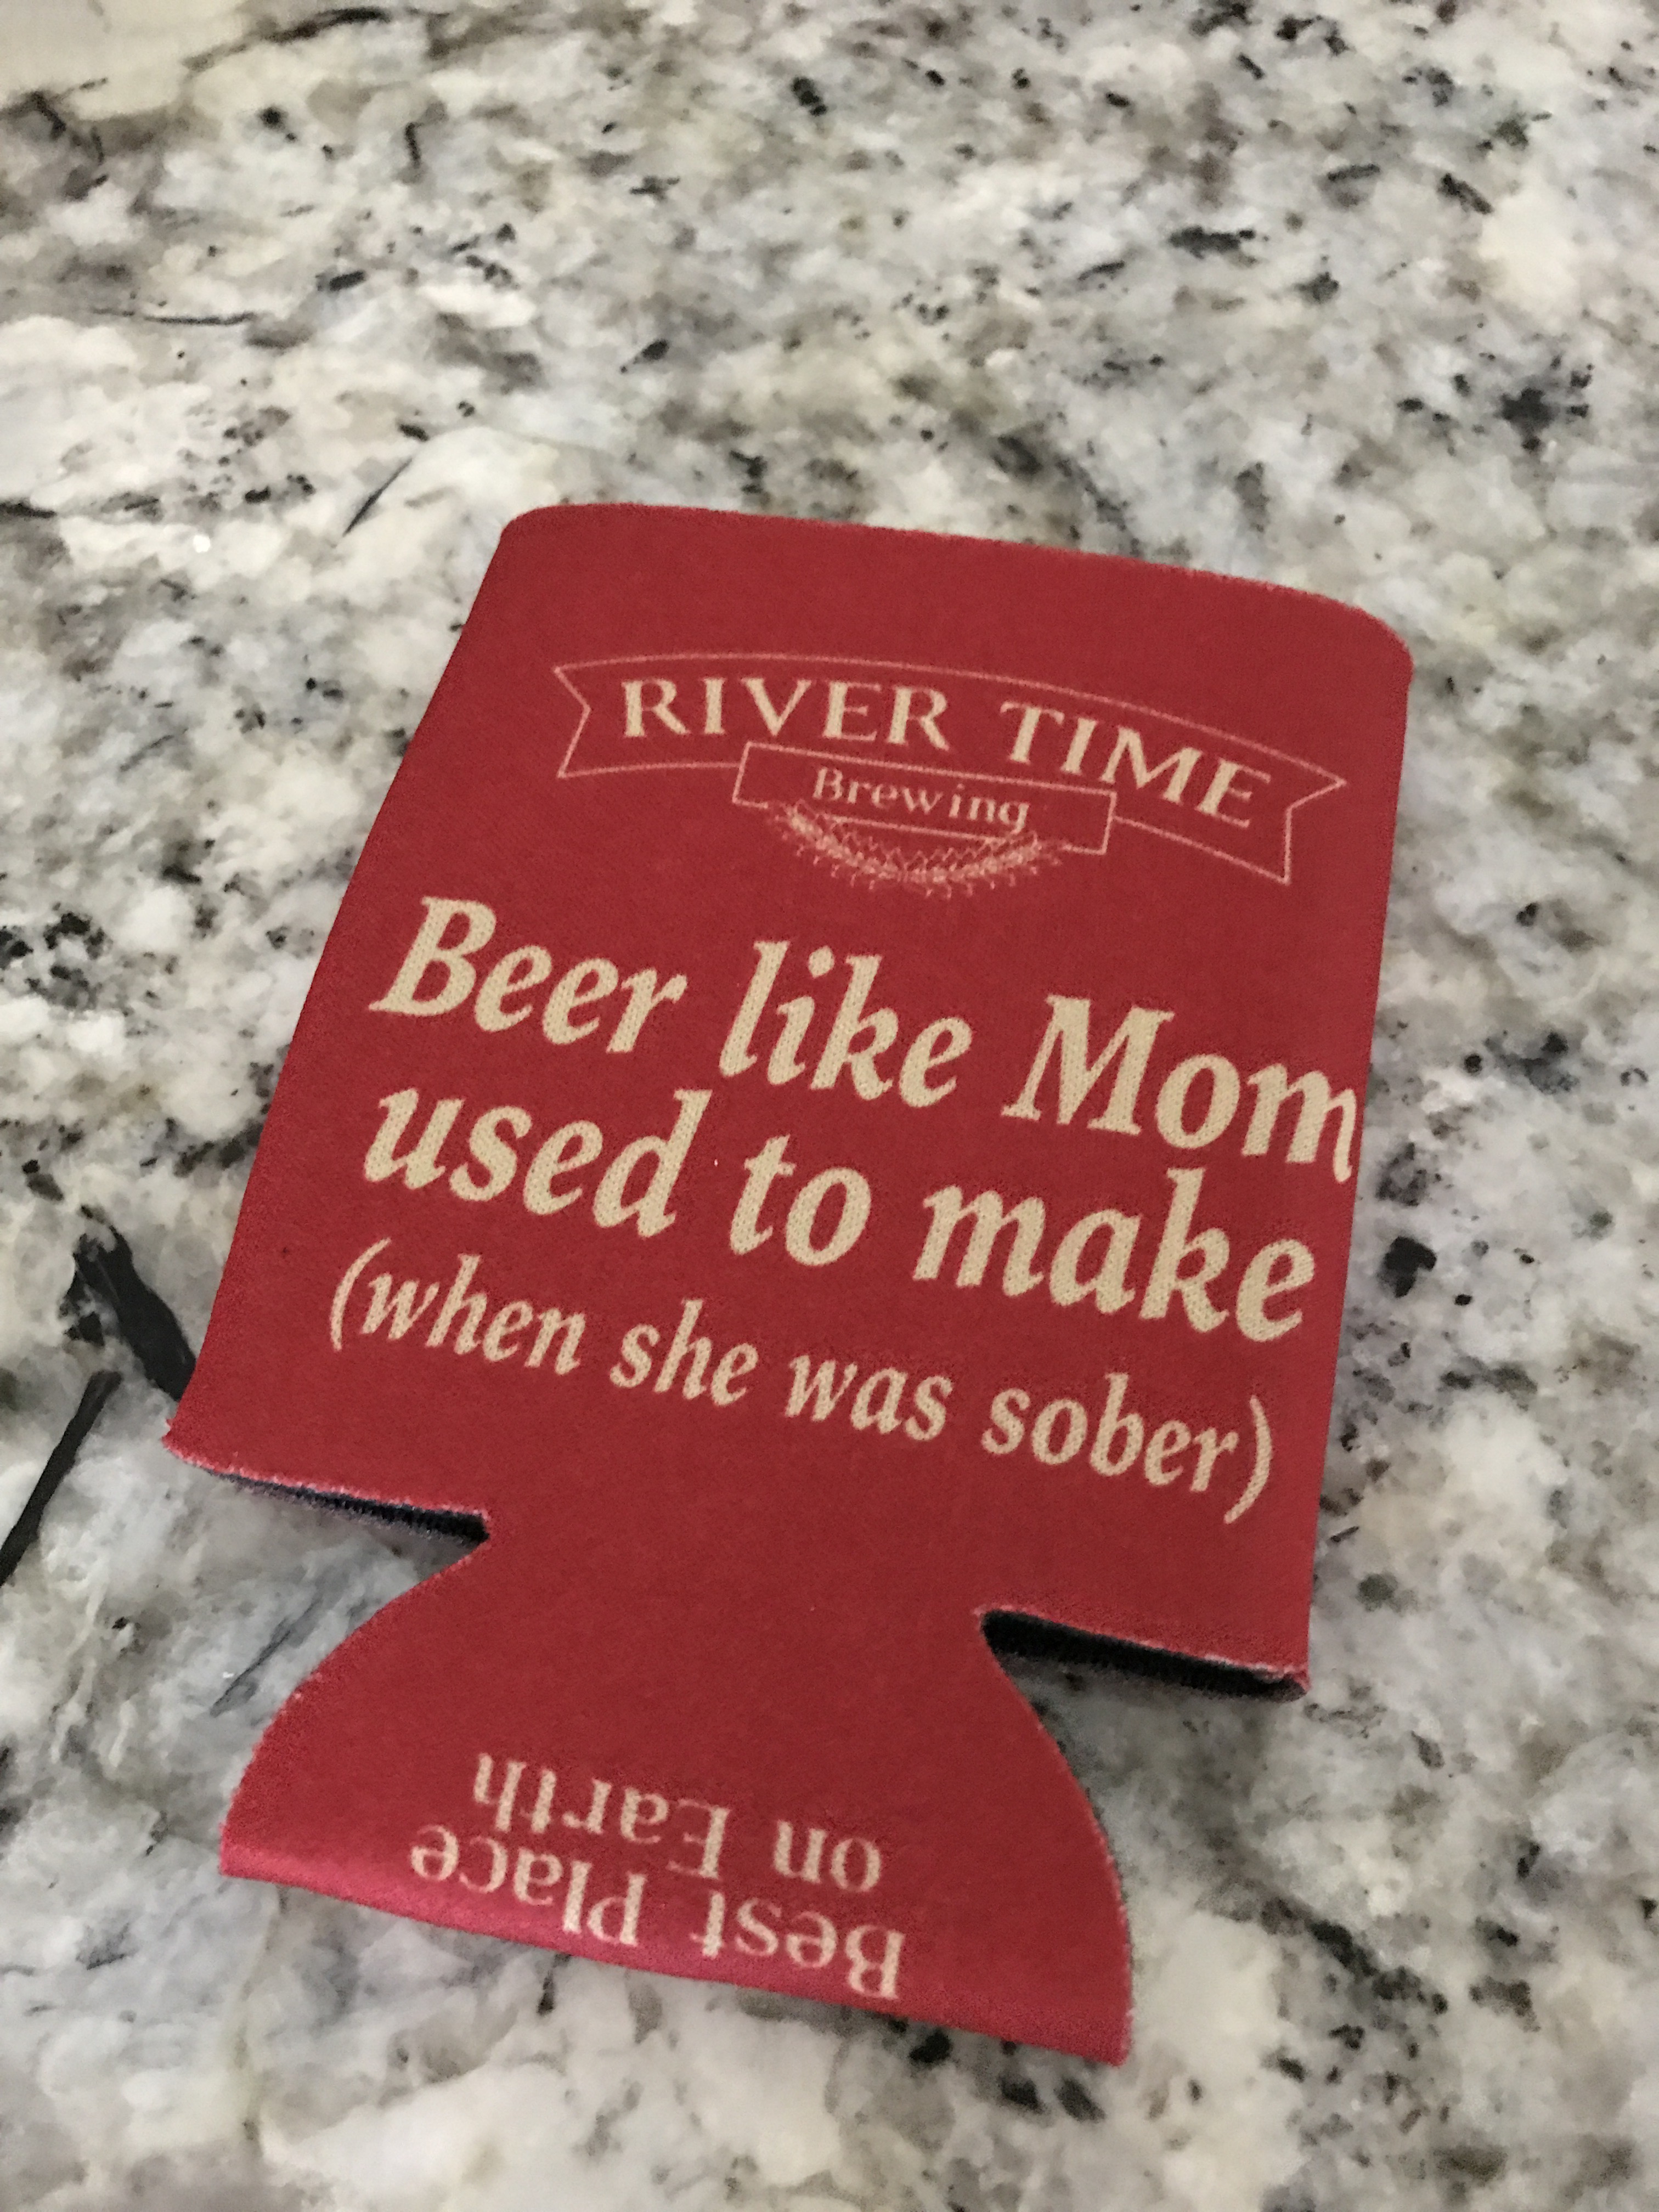 RIVER TIME
Brewing
Beer like Mom
used to make
(when she was sober)
Best Place
on Earth